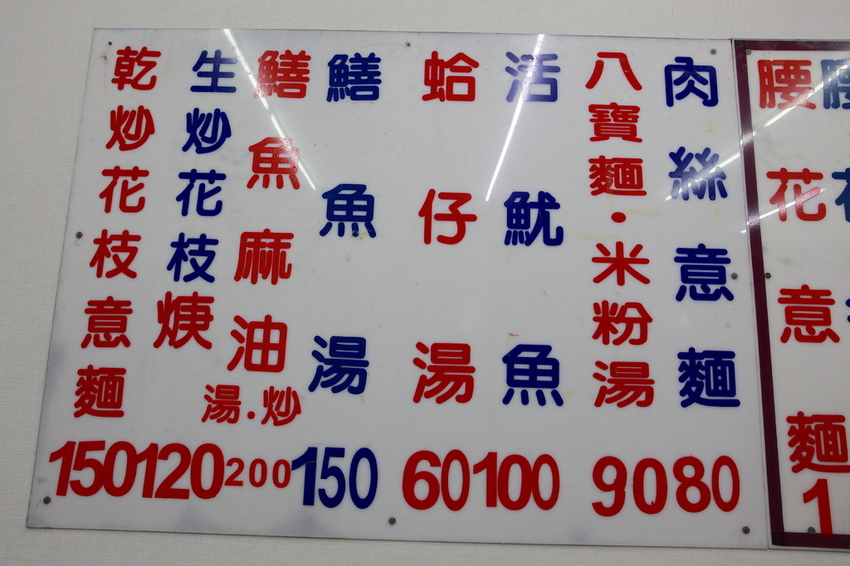 腰花意麵
肉絲意麵 80
八寶麵・米粉湯 90
活魷魚 100
蛤仔湯 60
鱔魚湯 150
鱔魚麻油湯.炒 200
生炒花枝焿 120
乾炒花枝意麵 150